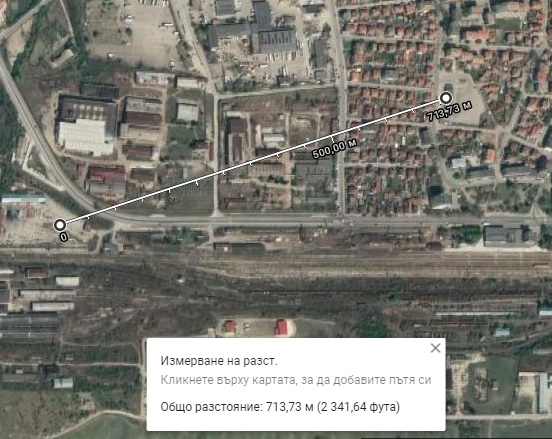 713,73 м
500,00 м
0
Измерване на разст.
Кликнете върху картата, за да добавите пътя си
Общо разстояние: 713,73 м (2 341,64 фута)